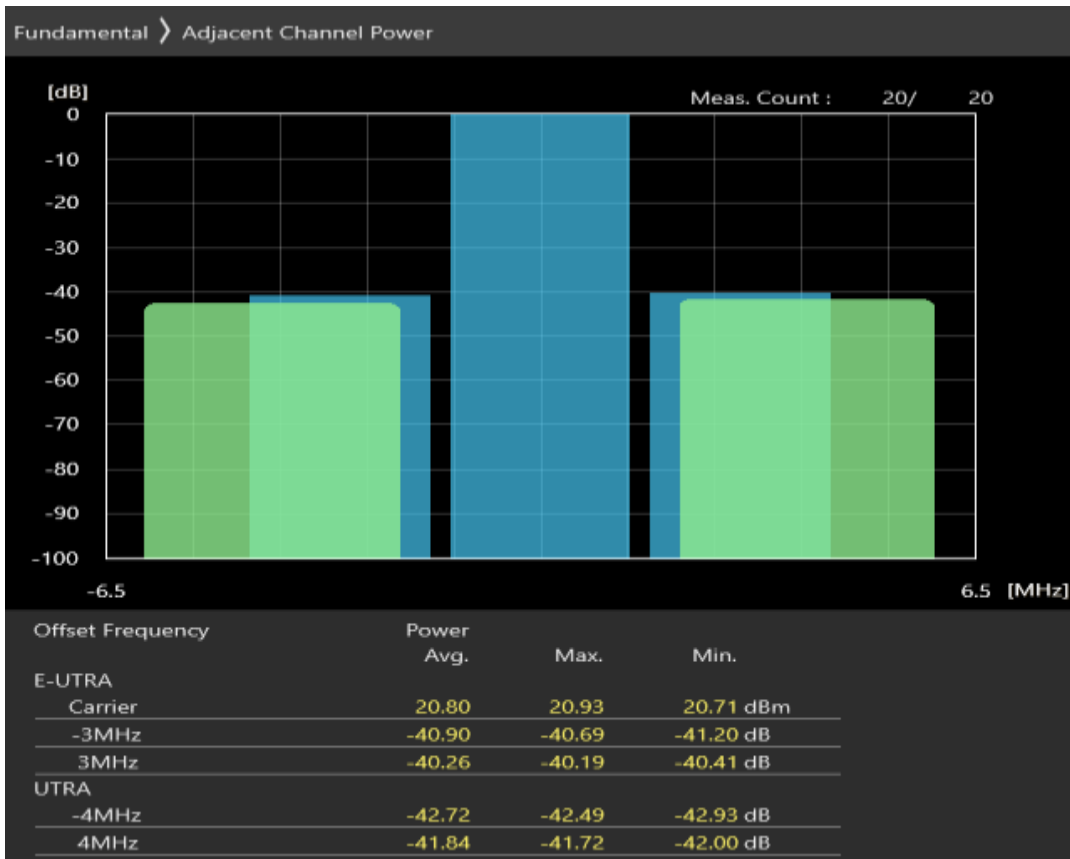 Fundamental 〉 Adjacent Channel Power
[dB]
Meas. Count : 20/ 20
0
-10
-20
-30
-40
-50
-60
-70
-80
-90
-100
-6.5 6.5 [MHz]
Offset Frequency Power
Avg. Max. Min.
E-UTRA
Carrier 20.80 20.93 20.71 dBm
-3MHz -40.90 -40.69 -41.20 dB
3MHz -40.26 -40.19 -40.41 dB
UTRA
-4MHz -42.72 -42.49 -42.93 dB
4MHz -41.84 -41.72 -42.00 dB